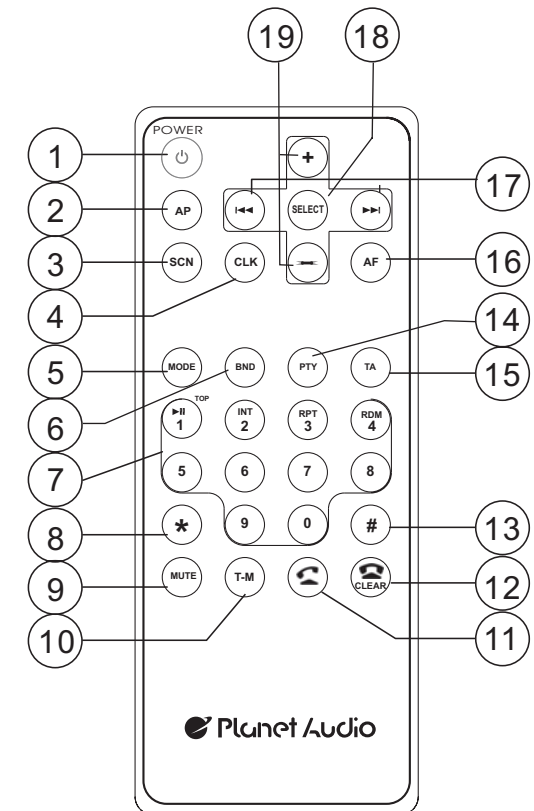 19 18
POWER
1
+
17
2 AP SELECT
3 SCN CLK AF 16
4
14
5 MODE BND PTY TA 15
6
TOP
1 INT 2 RPT 3 RDM 4
7 5 6 7 8
8 * 9 0 # 13
9 MUTE T-M CLEAR 12
10 11
Planet Audio